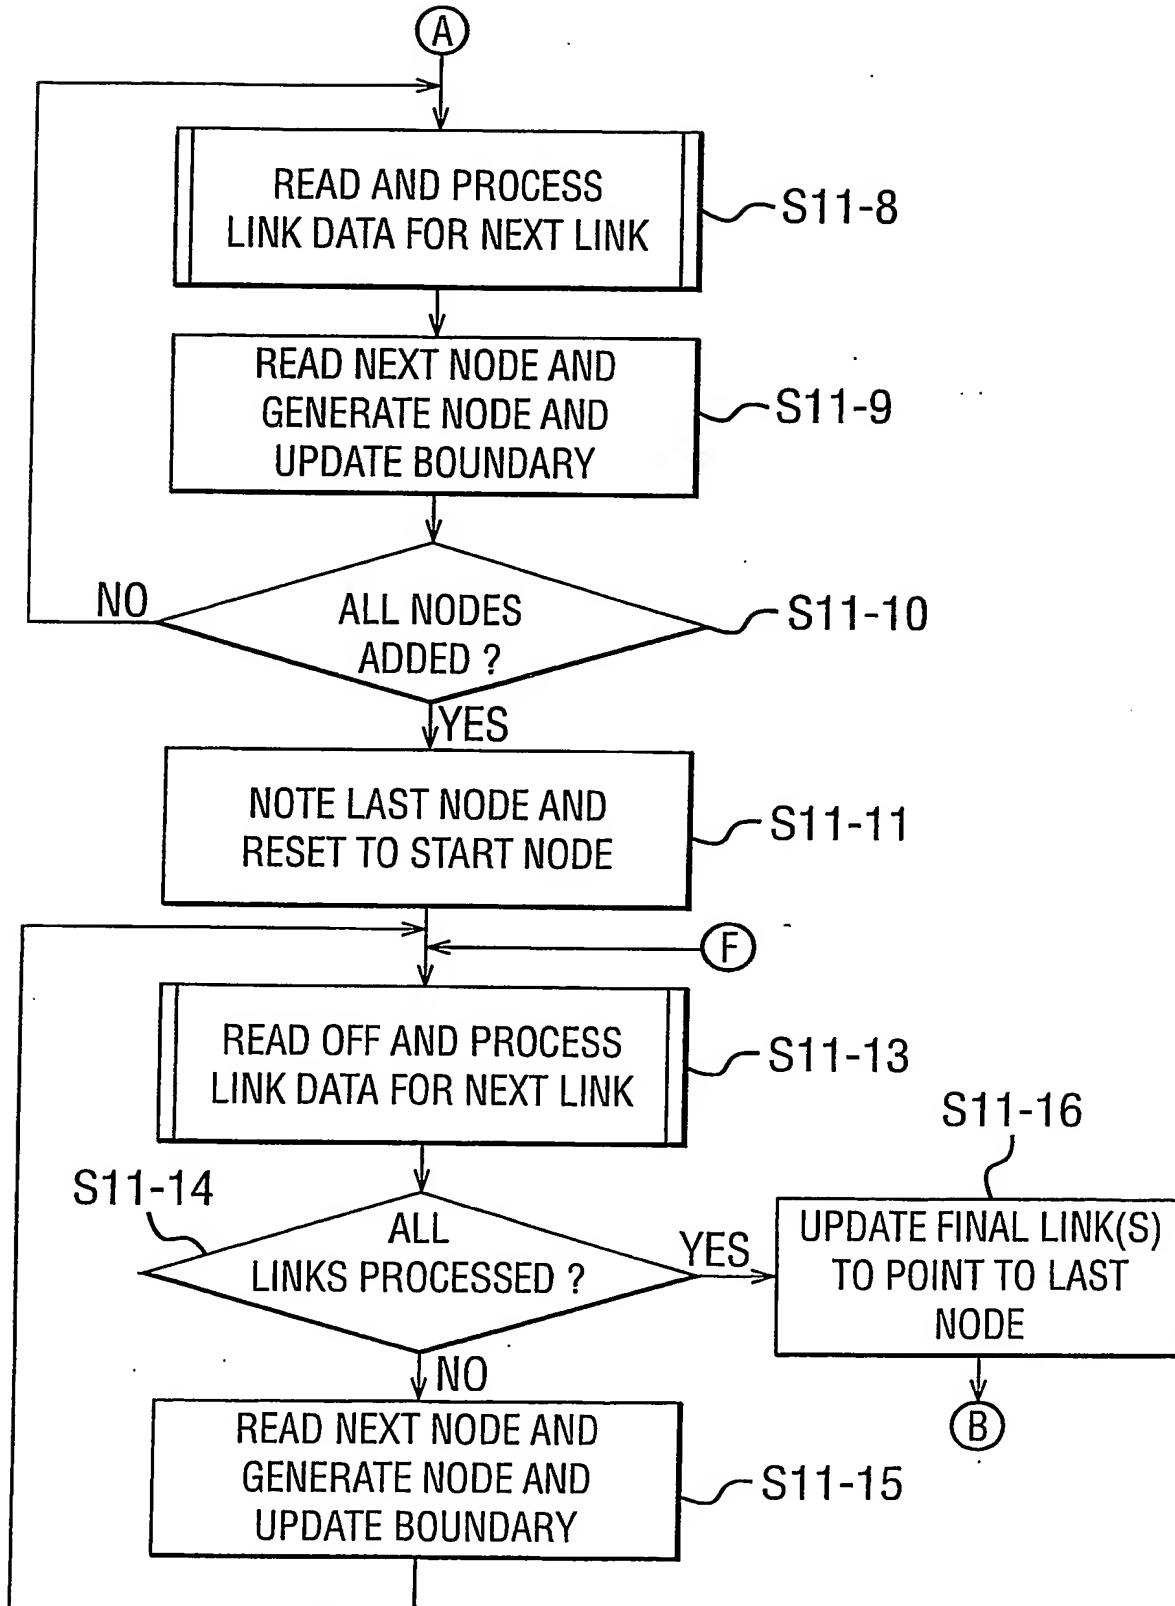 A
READ AND PROCESS
LINK DATA FOR NEXT LINK
S11-8
READ NEXT NODE AND
GENERATE NODE AND
UPDATE BOUNDARY
S11-9
NO
ALL NODES
ADDED ?
S11-10
YES
NOTE LAST NODE AND
RESET TO START NODE
S11-11
F
READ OFF AND PROCESS
LINK DATA FOR NEXT LINK
S11-13
S11-14
ALL
LINKS PROCESSED ?
YES
S11-16
UPDATE FINAL LINK(S)
TO POINT TO LAST
NODE
B
NO
READ NEXT NODE AND
GENERATE NODE AND
UPDATE BOUNDARY
S11-15